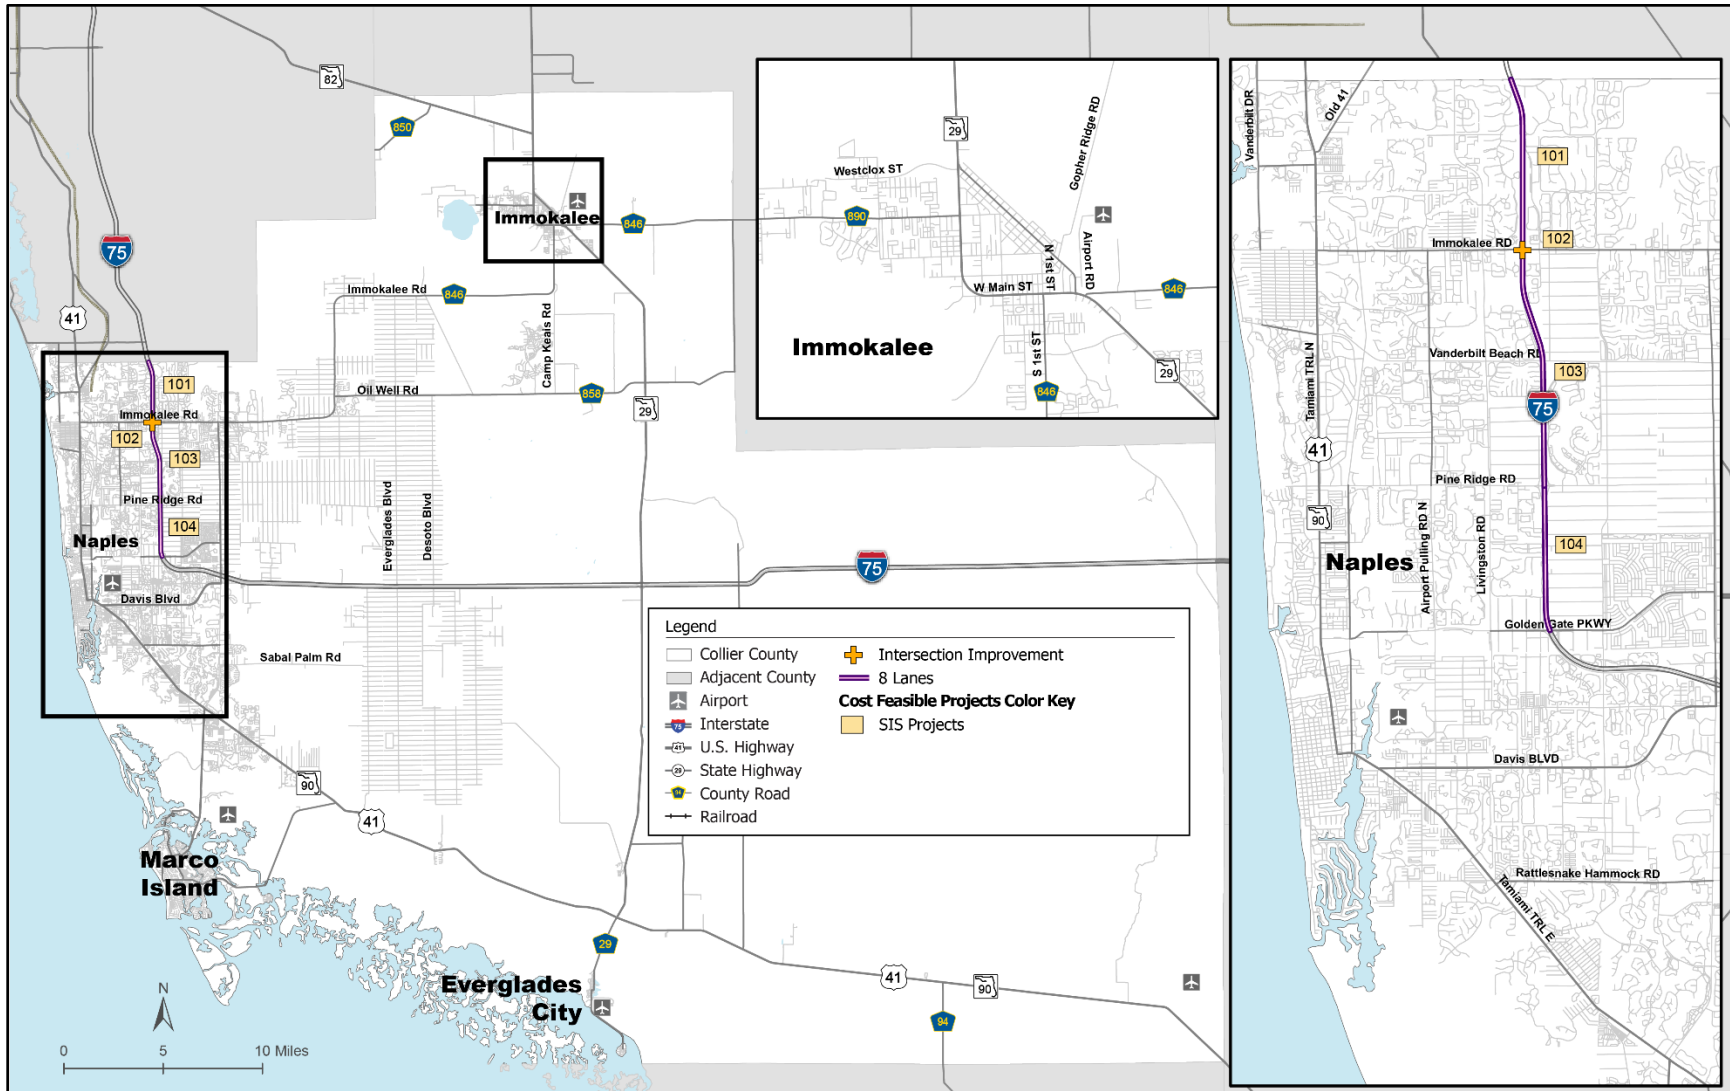 82
850
29
Westclox ST
Gopher Ridge RD
890
N 1st ST
Airport RD
W Main ST
846
Immokalee
S 1st ST
29
846
Vanderbilt DR
Old 41
101
Immokalee RD
102
Vanderbilt Beach RD
103
75
Tamiami TRL N
41
Pine Ridge RD
90
Airport Pulling RD N
Livingston RD
104
Naples
Golden Gate PKWY
Davis BLVD
Rattlesnake Hammock RD
Tamiami TRL E
Immokalee
846
75
41
Immokalee Rd
846
Camp Keais Rd
101
Oil Well Rd
858
29
Immokalee Rd
102
103
Pine Ridge Rd
104
Everglades Blvd
Desoto Blvd
Naples
75
Davis Blvd
Sabal Palm Rd
90
41
Marco
Island
29
Everglades
City
41
90
94
Legend
Collier County
Adjacent County
Airport
75
Interstate
41
U.S. Highway
29
State Highway
County Road
Railroad
Intersection Improvement
8 Lanes
Cost Feasible Projects Color Key
SIS Projects
N
0
5
10 Miles